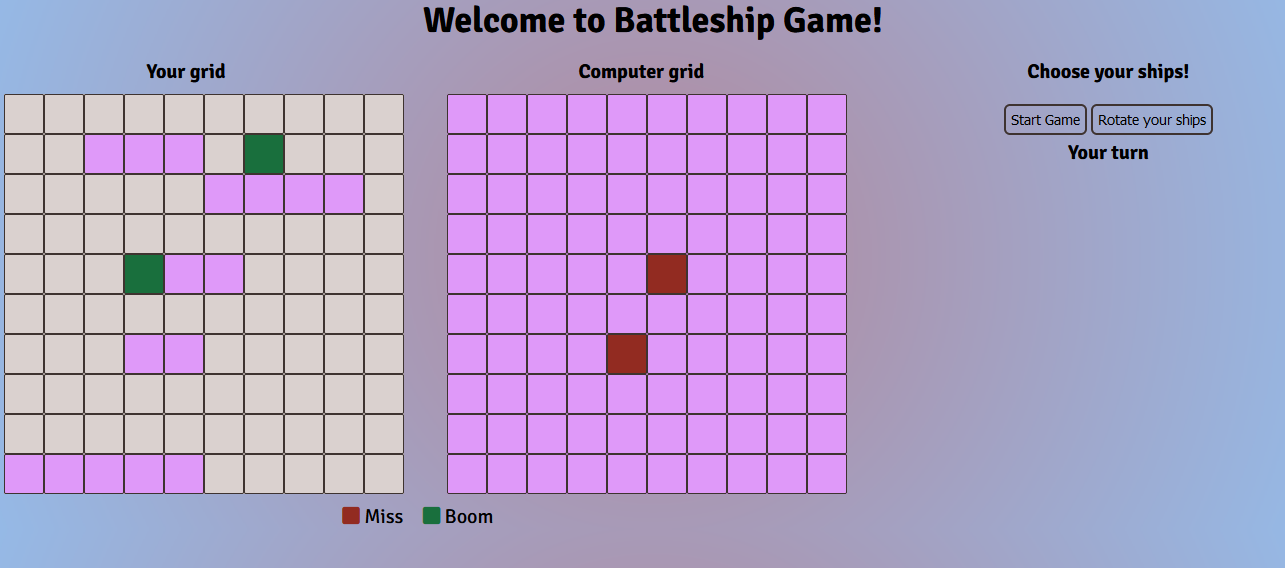 Welcome to Battleship Game!
Your grid
Computer grid
Choose your ships!
Start Game
Rotate your ships
Your turn
Miss
Boom